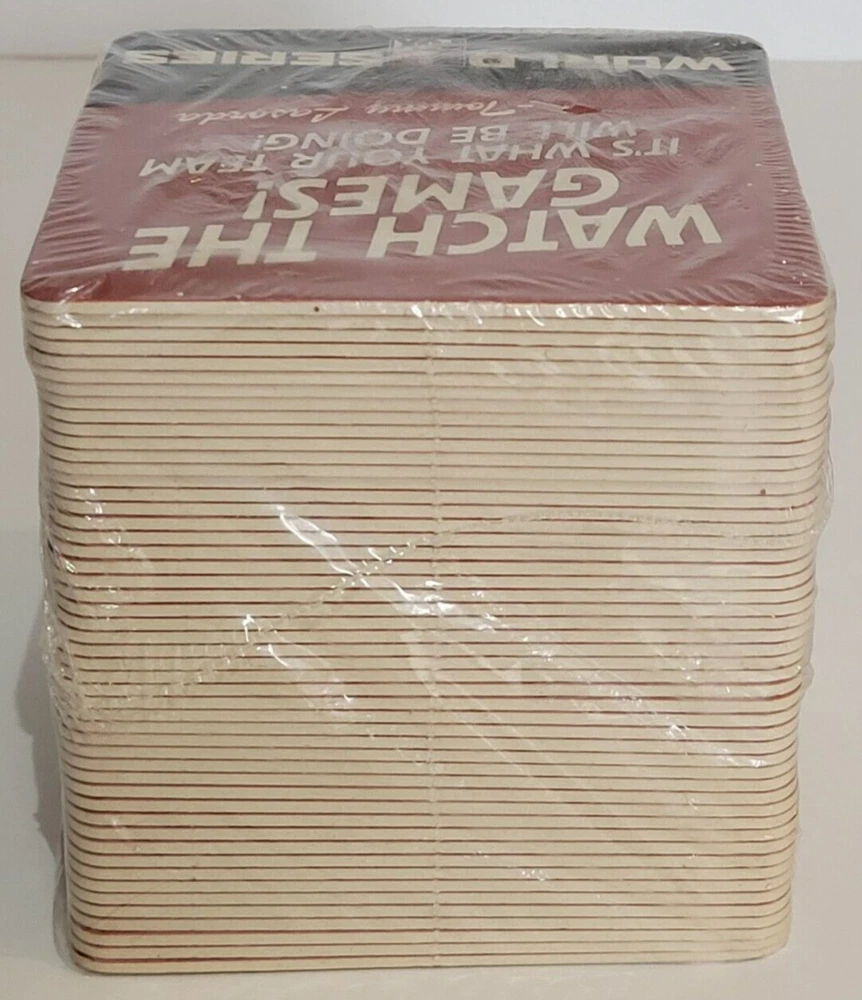 WATCH THE
GAMES!
IT'S WHAT YOUR TEAM
WILL BE DOING!
-Tommy Lasorda
WORLD SERIES